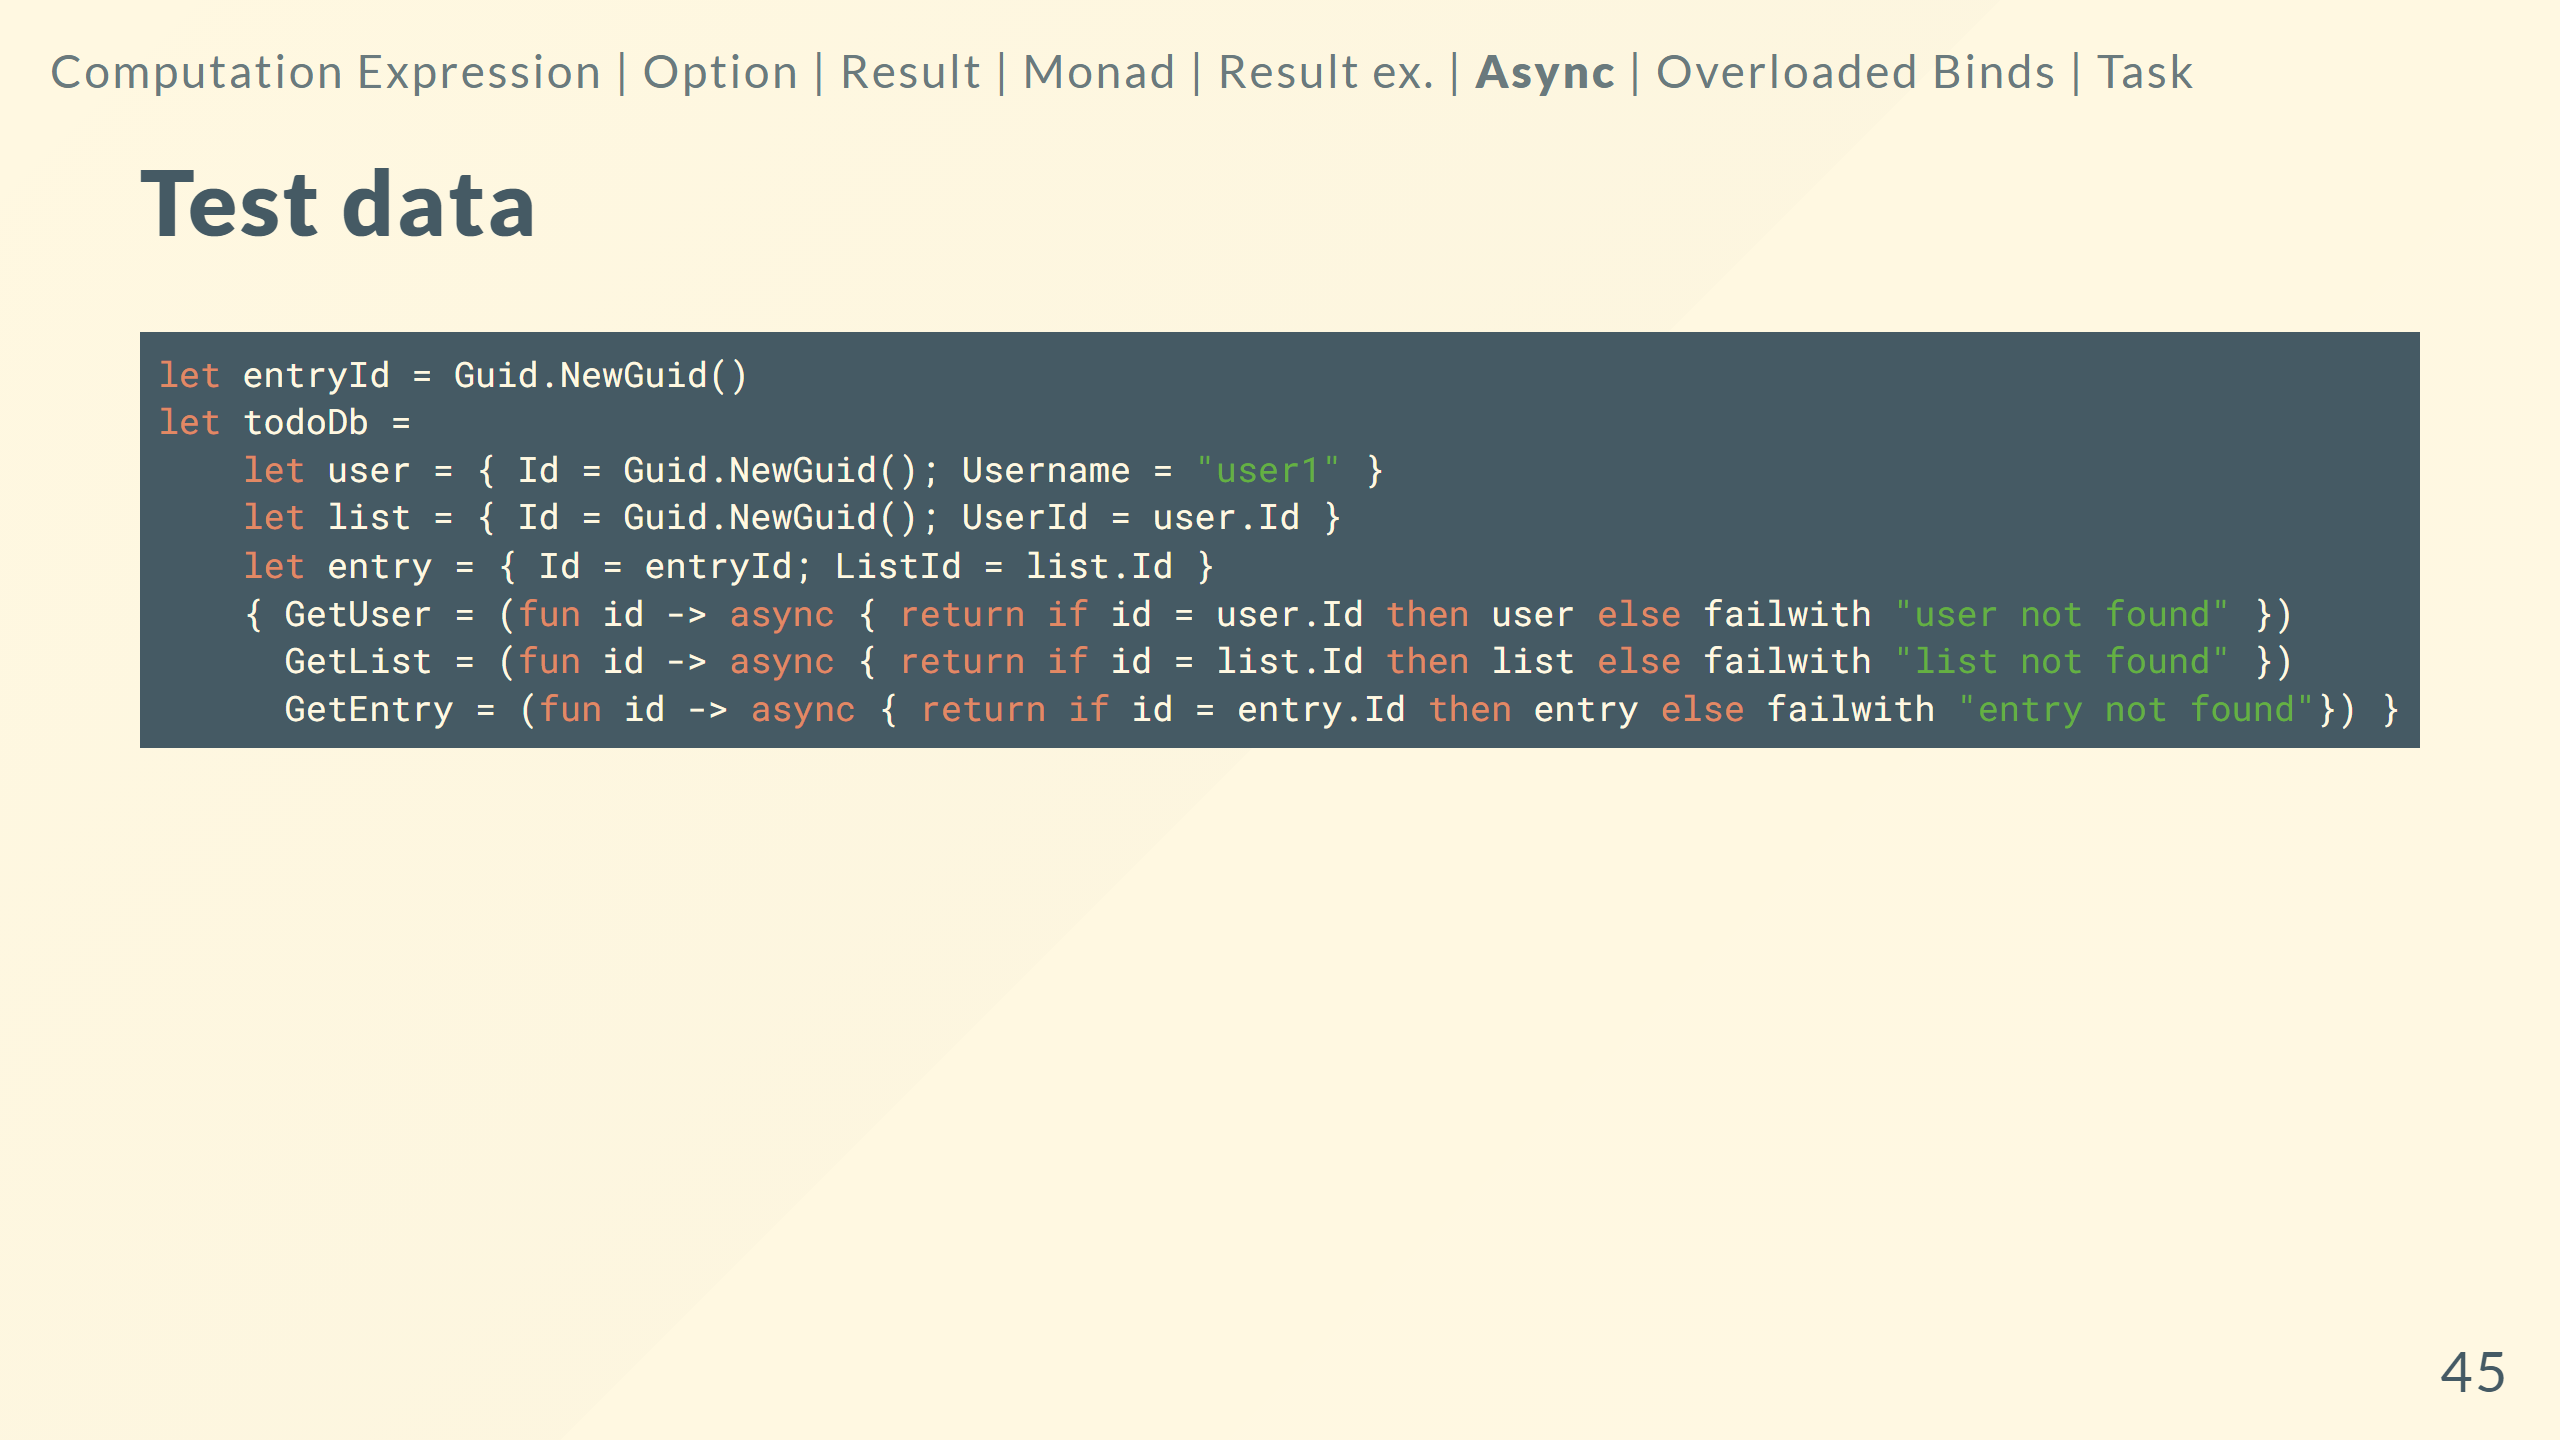 Computation Expression | Option | Result | Monad | Result ex. | Async | Overloaded Binds | Task
Test data
let entryId = Guid.NewGuid()
let todoDb =
    let user = { Id = Guid.NewGuid(); Username = "user1" }
    let list = { Id = Guid.NewGuid(); UserId = user.Id }
    let entry = { Id = entryId; ListId = list.Id }
    { GetUser = (fun id -> async { return if id = user.Id then user else failwith "user not found" })
      GetList = (fun id -> async { return if id = list.Id then list else failwith "list not found" })
      GetEntry = (fun id -> async { return if id = entry.Id then entry else failwith "entry not found"}) }
45